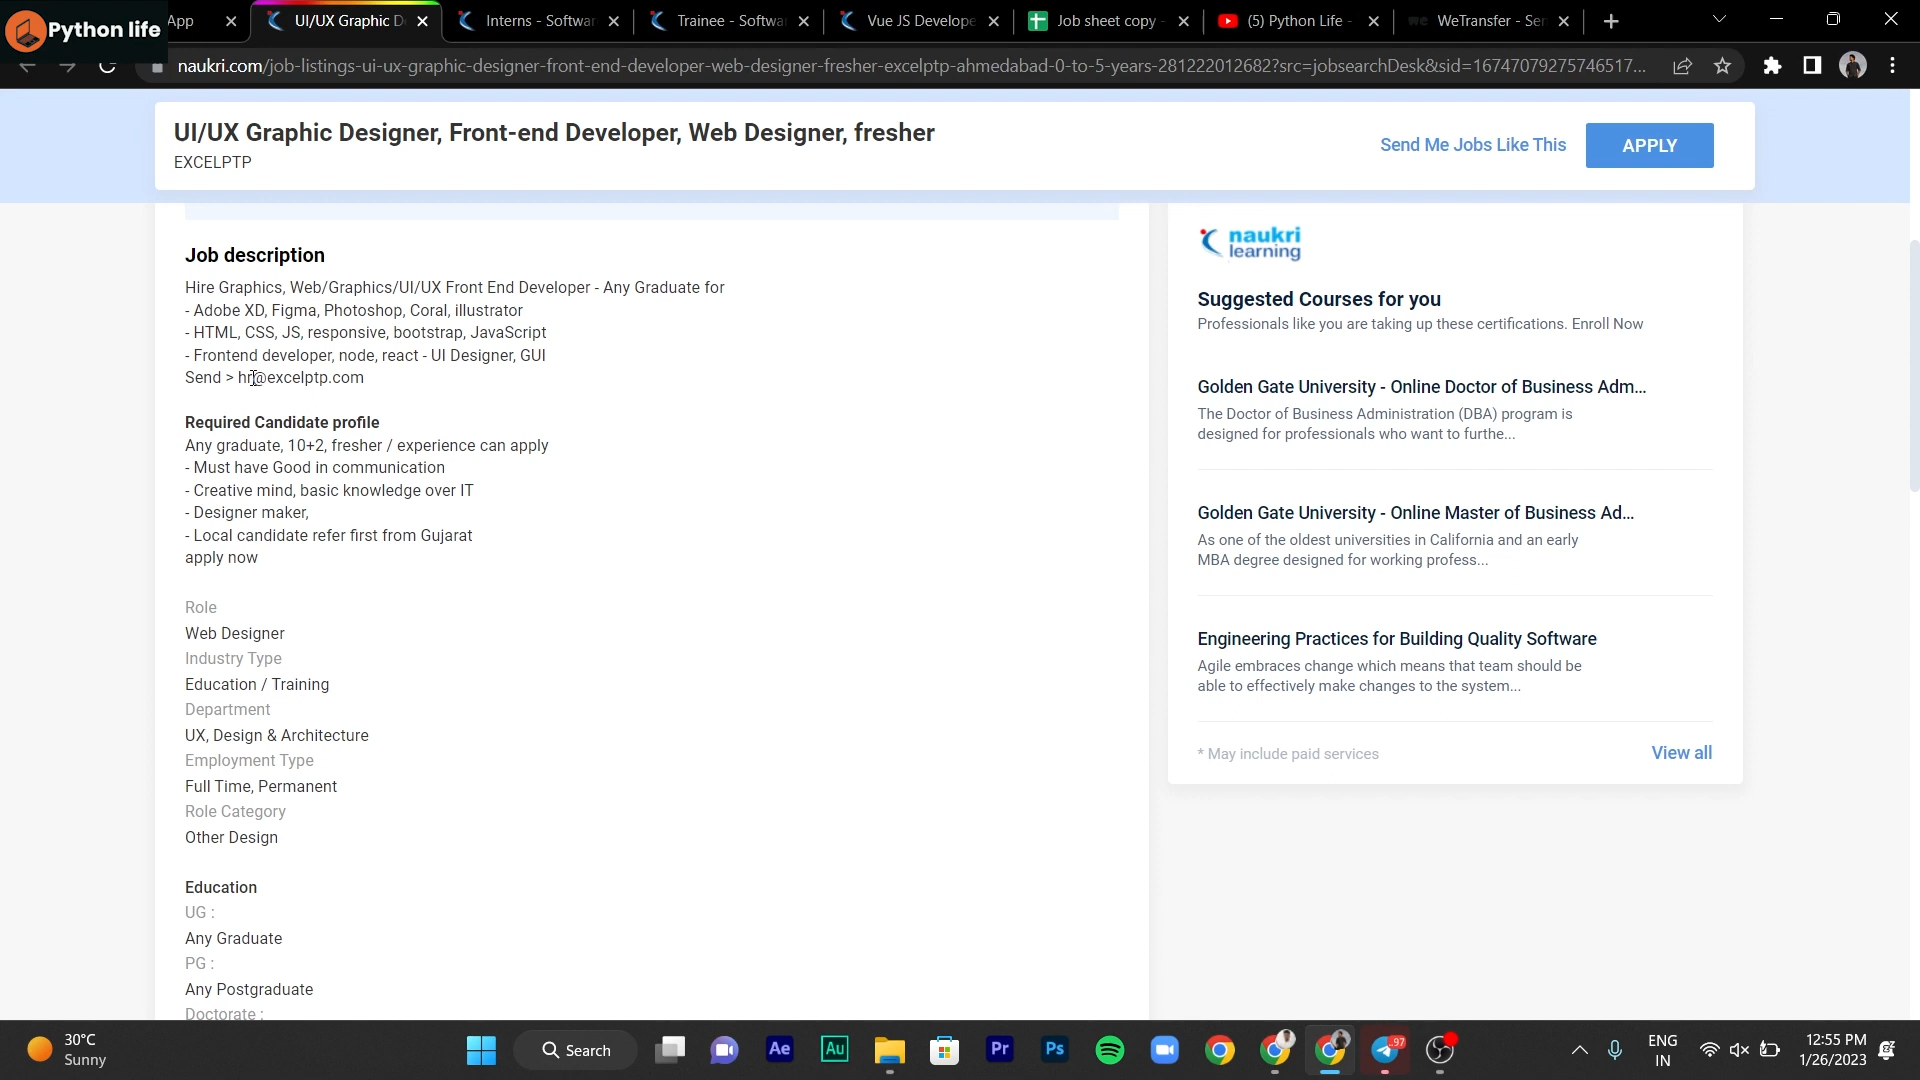 Python life
App
UI/UX Graphic D
Interns - Softwar
Trainee - Softwa
Vue JS Develope
Job sheet copy -
(5) Python Life -
WeTransfer - Sen
naukri.com/job-listings-ui-ux-graphic-designer-front-end-developer-web-designer-fresher-excelptp-ahmedabad-0-to-5-years-281222012682?src=jobsearchDesk&sid=16747079275746517...
UI/UX Graphic Designer, Front-end Developer, Web Designer, fresher
EXCELPTP
Send Me Jobs Like This
APPLY
Job description
Hire Graphics, Web/Graphics/UI/UX Front End Developer - Any Graduate for
- Adobe XD, Figma, Photoshop, Coral, illustrator
- HTML, CSS, JS, responsive, bootstrap, JavaScript
- Frontend developer, node, react - UI Designer, GUI
Send > hr@excelptp.com
Required Candidate profile
Any graduate, 10+2, fresher / experience can apply
- Must have Good in communication
- Creative mind, basic knowledge over IT
- Designer maker,
- Local candidate refer first from Gujarat
apply now
Role
Web Designer
Industry Type
Education / Training
Department
UX, Design & Architecture
Employment Type
Full Time, Permanent
Role Category
Other Design
Education
UG :
Any Graduate
PG :
Any Postgraduate
Doctorate :
naukri
learning
Suggested Courses for you
Professionals like you are taking up these certifications. Enroll Now
Golden Gate University - Online Doctor of Business Adm...
The Doctor of Business Administration (DBA) program is
designed for professionals who want to furthe...
Golden Gate University - Online Master of Business Ad...
As one of the oldest universities in California and an early
MBA degree designed for working profess...
Engineering Practices for Building Quality Software
Agile embraces change which means that team should be
able to effectively make changes to the system...
* May include paid services
View all
30°C
Sunny
Search
Ae
Au
Pr
Ps
97
ENG
IN
12:55 PM
1/26/2023